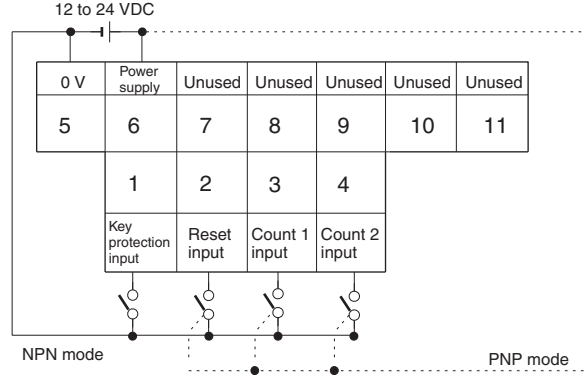 12 to 24 VDC
0 V
Power
supply
Unused
Unused
Unused
Unused
Unused
5
6
7
8
9
10
11
1
2
3
4
Key
protection
input
Reset
input
Count 1
input
Count 2
input
NPN mode
PNP mode